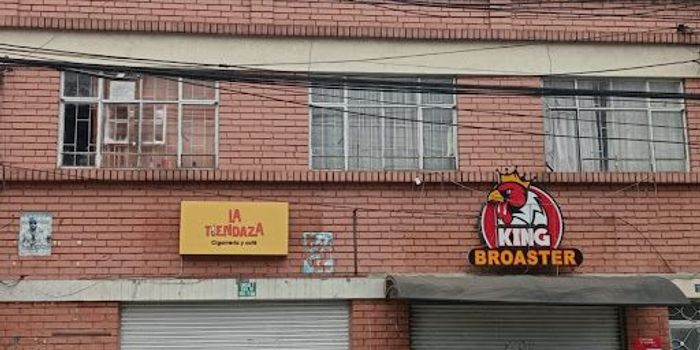 LA
TIENDAZA
Cigarrería y café
KING
BROASTER